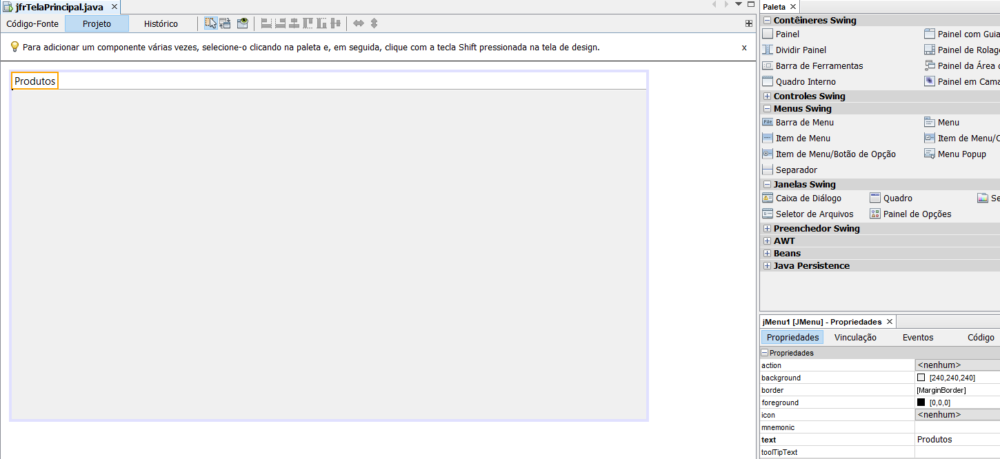 jfrTelaPrincipal.java
Código-Fonte Projeto Histórico
Para adicionar um componente várias vezes, selecione-o clicando na paleta e, em seguida, clique com a tecla Shift pressionada na tela de design. x
Produtos
Paleta
Contêineres Swing
Painel Painel com Guia
Dividir Painel Painel de Rolag
Barra de Ferramentas Painel da Área
Quadro Interno Painel em Cama
Controles Swing
Menus Swing
Barra de Menu Menu
Item de Menu Item de Menu/C
Item de Menu/Botão de Opção Menu Popup
Separador
Janelas Swing
Caixa de Diálogo Quadro Se
Seletor de Arquivos Painel de Opções
Preenchedor Swing
AWT
Beans
Java Persistence
jMenu1 [JMenu] - Propriedades
Propriedades Vinculação Eventos Código
Propriedades
action <nenhum>
background [240,240,240]
border [MarginBorder]
foreground [0,0,0]
icon <nenhum>
mnemonic
text Produtos
toolTipText